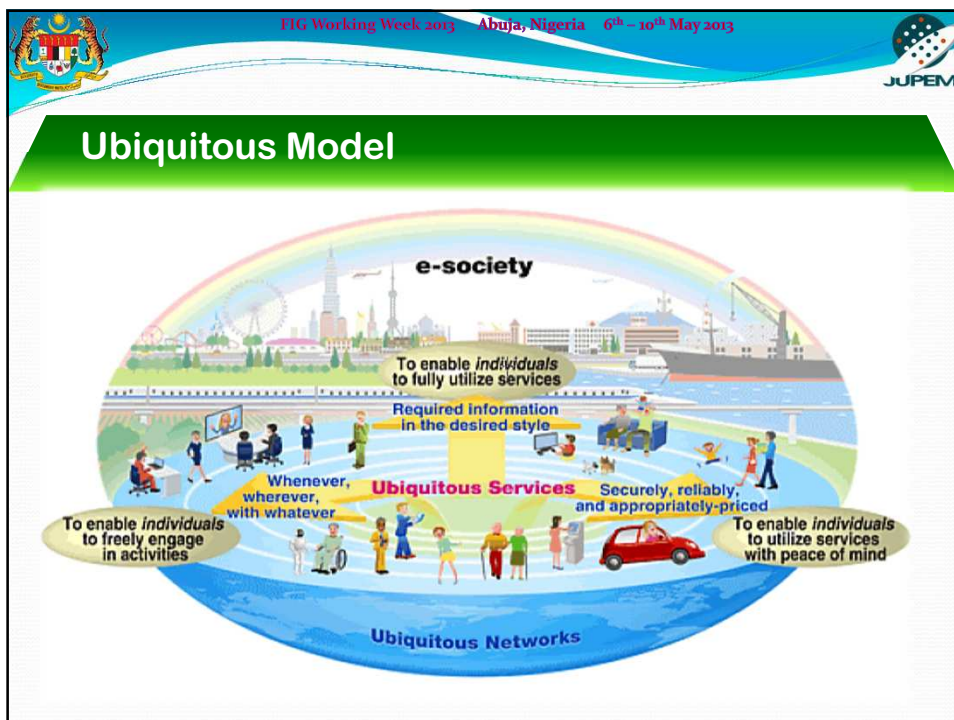 FIG Working Week 2013 Abuja, Nigeria 6th – 10th May 2013
JUPEM
Ubiquitous Model
e-society
To enable individuals
to fully utilize services
Required information
in the desired style
Whenever,
wherever,
with whatever
Ubiquitous Services
Securely, reliably,
and appropriately-priced
To enable individuals
to freely engage
in activities
To enable individuals
to utilize services
with peace of mind
Ubiquitous Networks